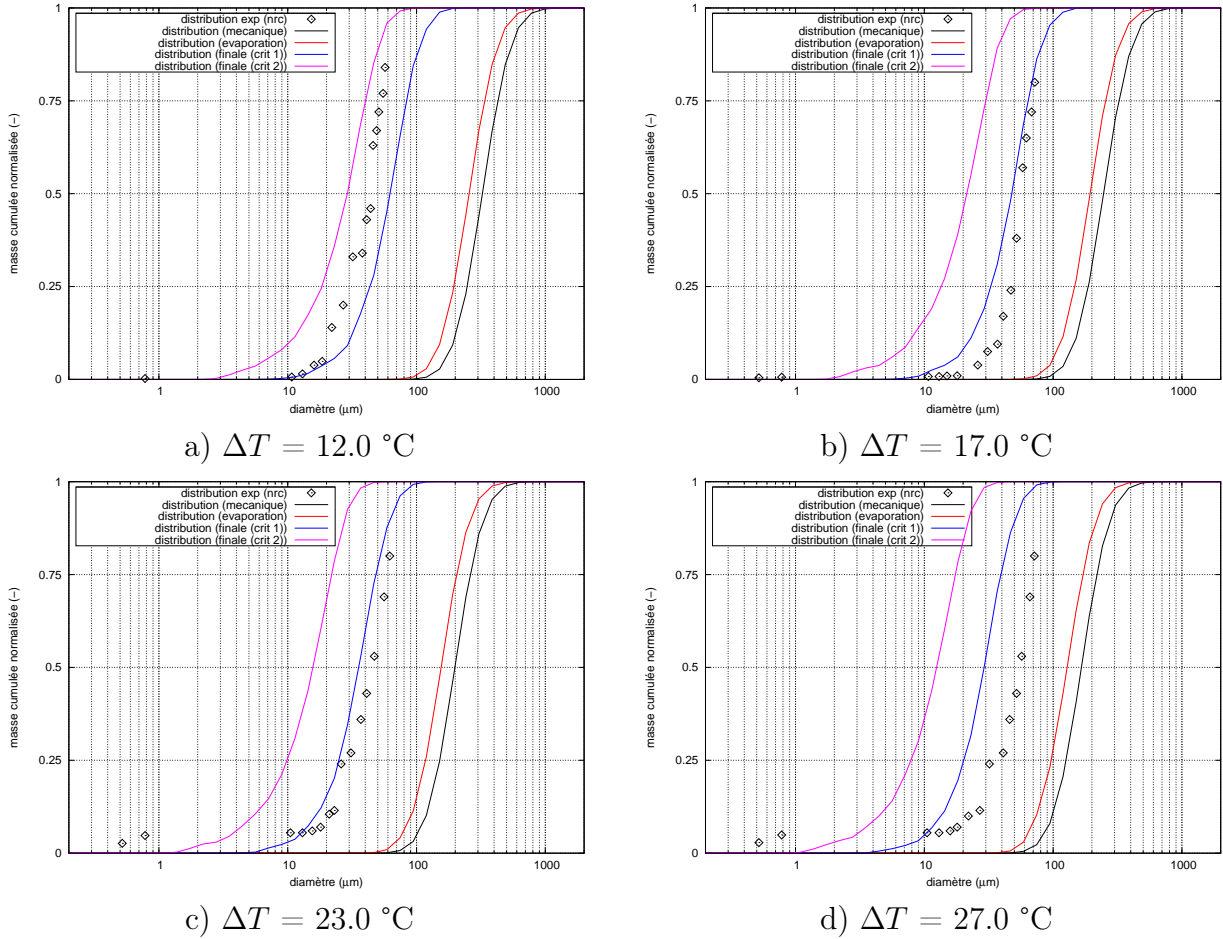 masse cumulée normalisée (−)
1
0.75
0.5
0.25
0
distribution exp (nrc)
distribution (mecanique)
distribution (evaporation)
distribution (finale (crit 1))
distribution (finale (crit 2))
1 10 100 1000
diamètre (µm)
a) ΔT = 12.0 °C
masse cumulée normalisée (−)
1
0.75
0.5
0.25
0
distribution exp (nrc)
distribution (mecanique)
distribution (evaporation)
distribution (finale (crit 1))
distribution (finale (crit 2))
1 10 100 1000
diamètre (µm)
b) ΔT = 17.0 °C
masse cumulée normalisée (−)
1
0.75
0.5
0.25
0
distribution exp (nrc)
distribution (mecanique)
distribution (evaporation)
distribution (finale (crit 1))
distribution (finale (crit 2))
1 10 100 1000
diamètre (µm)
c) ΔT = 23.0 °C
masse cumulée normalisée (−)
1
0.75
0.5
0.25
0
distribution exp (nrc)
distribution (mecanique)
distribution (evaporation)
distribution (finale (crit 1))
distribution (finale (crit 2))
1 10 100 1000
diamètre (µm)
d) ΔT = 27.0 °C